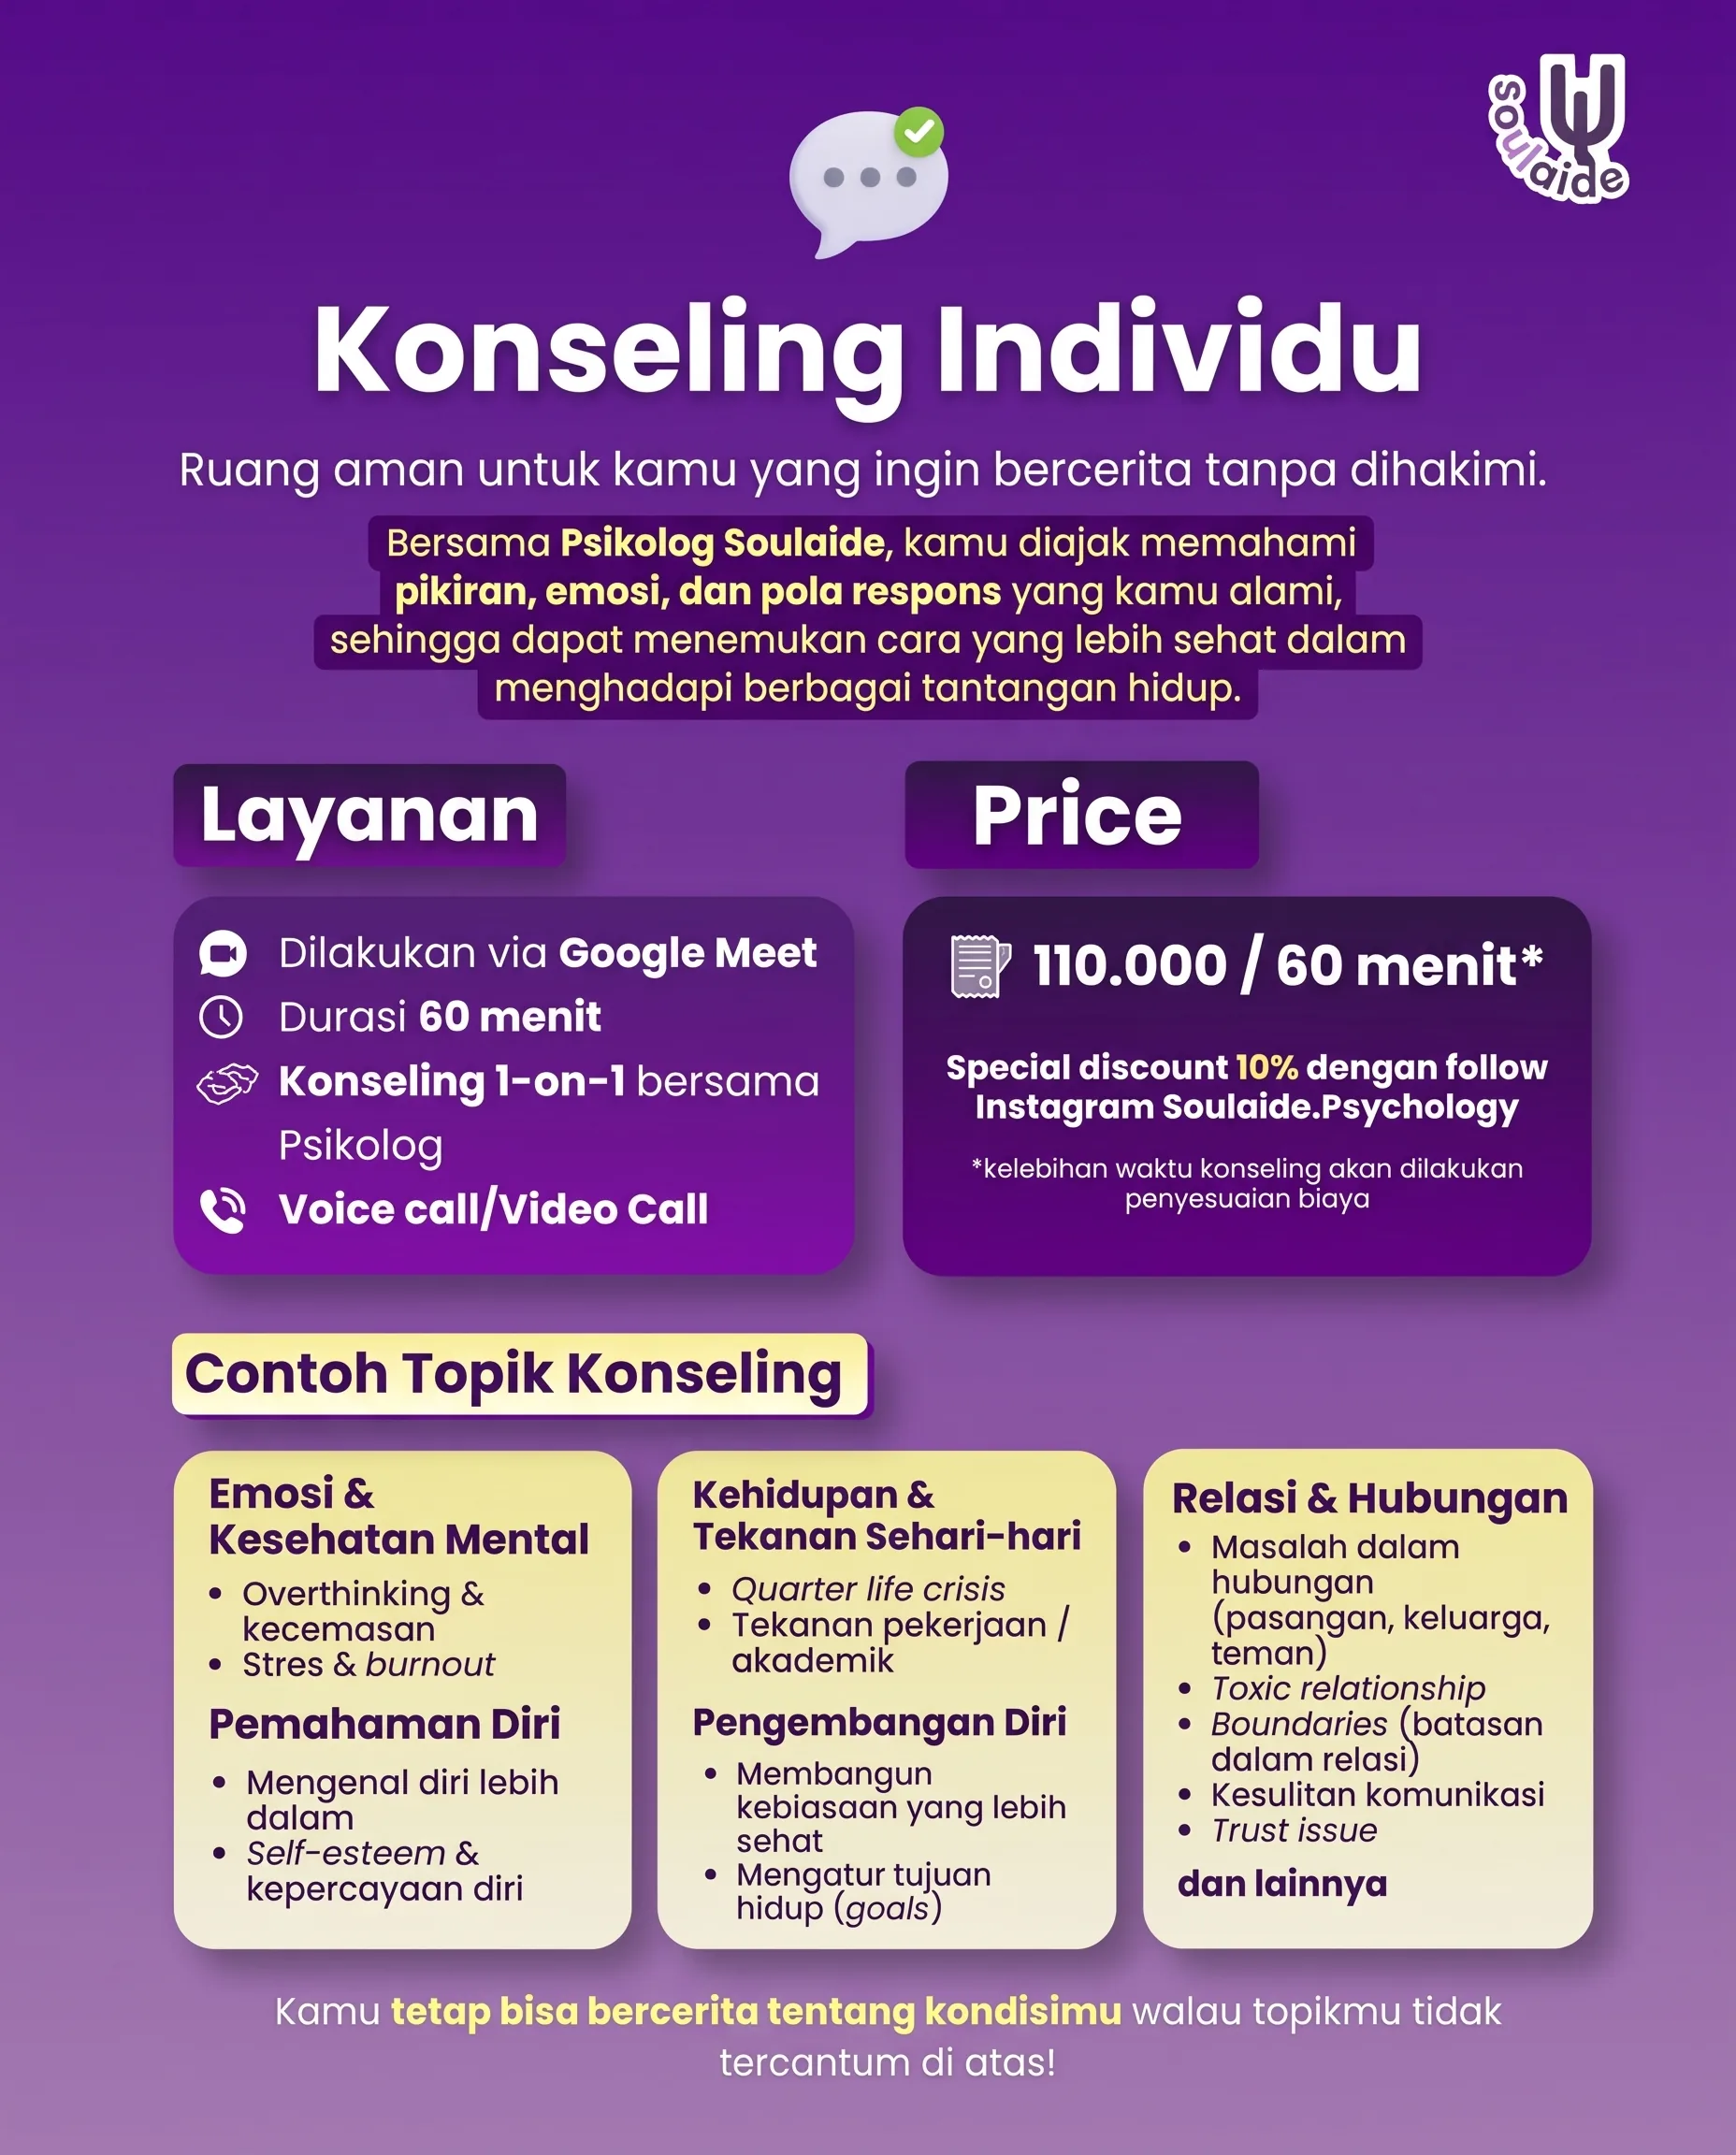 soulaide
Konseling Individu
Ruang aman untuk kamu yang ingin bercerita tanpa dihakimi.
Bersama Psikolog Soulaide, kamu diajak memahami
pikiran, emosi, dan pola respons yang kamu alami,
sehingga dapat menemukan cara yang lebih sehat dalam
menghadapi berbagai tantangan hidup.
Layanan
Dilakukan via Google Meet
Durasi 60 menit
Konseling 1-on-1 bersama
Psikolog
Voice call/Video Call
Price
110.000 / 60 menit*
Special discount 10% dengan follow
Instagram Soulaide.Psychology
*kelebihan waktu konseling akan dilakukan
penyesuaian biaya
Contoh Topik Konseling
Emosi &
Kesehatan Mental
• Overthinking &
kecemasan
• Stres & burnout
Pemahaman Diri
• Mengenal diri lebih
dalam
• Self-esteem &
kepercayaan diri
Kehidupan &
Tekanan Sehari-hari
• Quarter life crisis
• Tekanan pekerjaan /
akademik
Pengembangan Diri
• Membangun
kebiasaan yang lebih
sehat
• Mengatur tujuan
hidup (goals)
Relasi & Hubungan
• Masalah dalam
hubungan
(pasangan, keluarga,
teman)
• Toxic relationship
• Boundaries (batasan
dalam relasi)
• Kesulitan komunikasi
• Trust issue
dan lainnya
Kamu tetap bisa bercerita tentang kondisimu walau topikmu tidak
tercantum di atas!